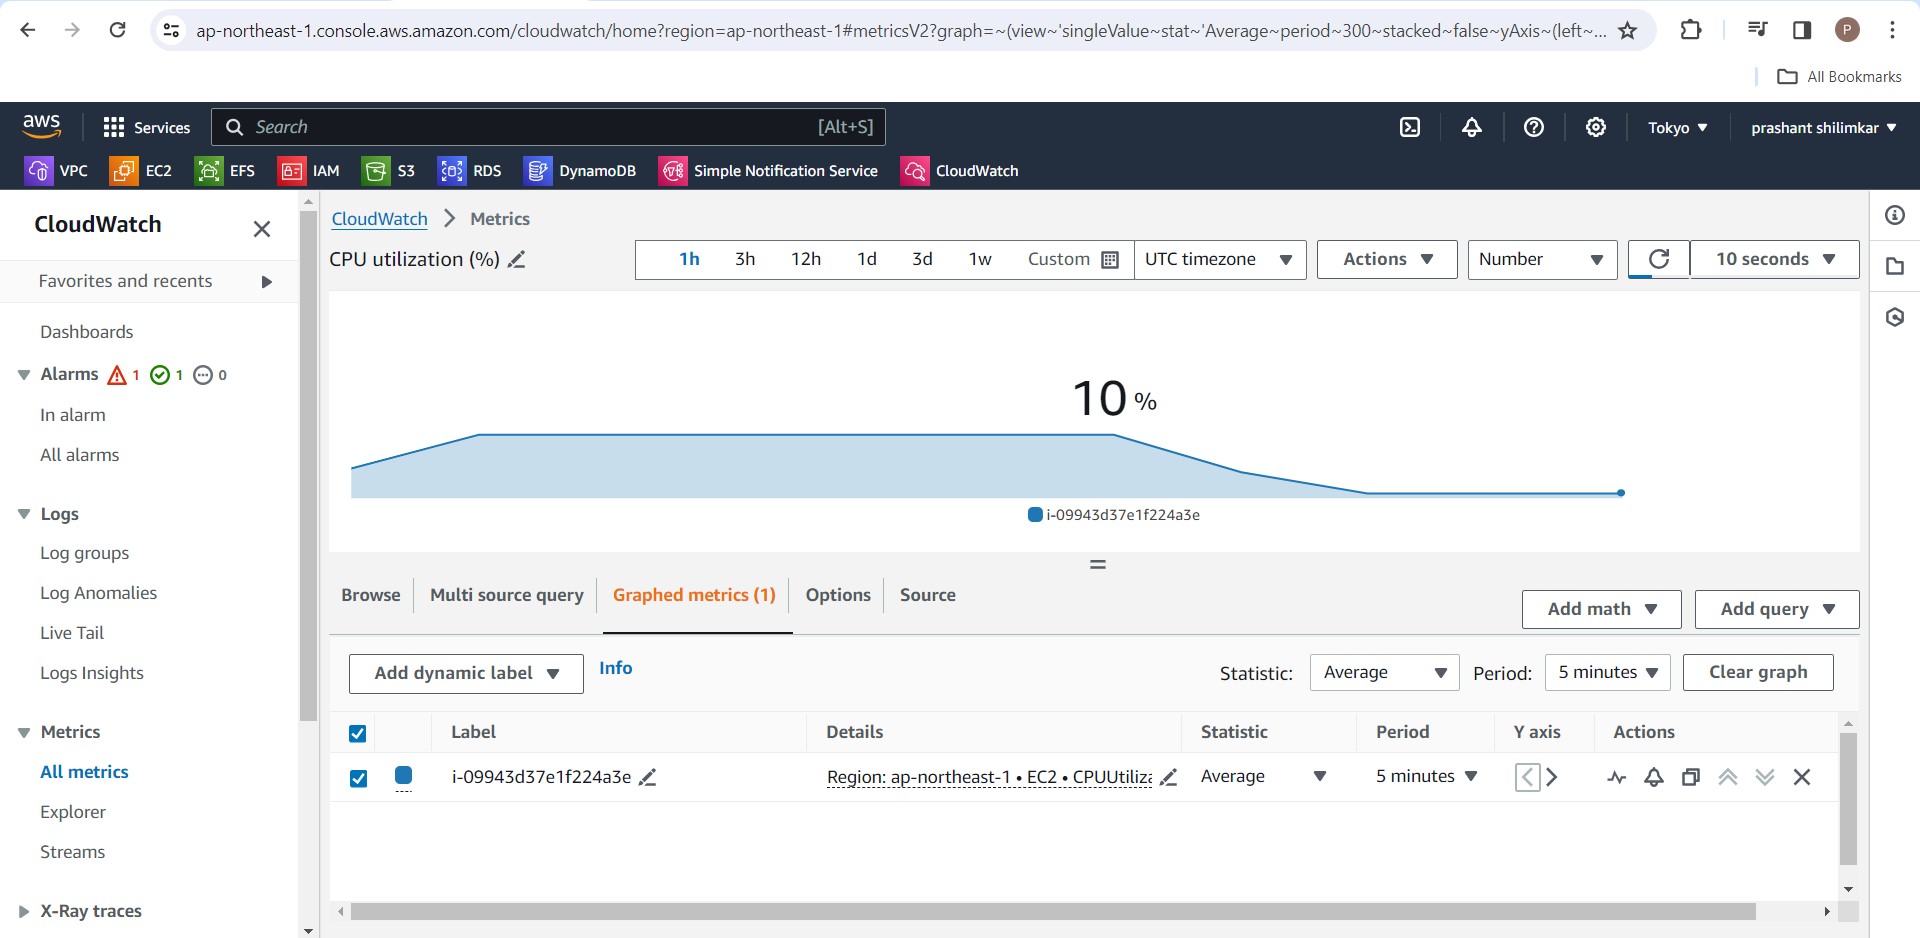 ap-northeast-1.console.aws.amazon.com/cloudwatch/home?region=ap-northeast-1#metricsV2?graph=~(view~'singleValue~stat~'Average~period~300~stacked~false~yAxis~(left~...
P
All Bookmarks
aws
Services
Search
[Alt+S]
Tokyo
prashant shilimkar
VPC
EC2
EFS
IAM
S3
RDS
DynamoDB
Simple Notification Service
CloudWatch
CloudWatch
Favorites and recents
Dashboards
Alarms 1 1 0
In alarm
All alarms
Logs
Log groups
Log Anomalies
Live Tail
Logs Insights
Metrics
All metrics
Explorer
Streams
X-Ray traces
CloudWatch
Metrics
CPU utilization (%)
1h 3h 12h 1d 3d 1w Custom
UTC timezone
Actions
Number
10 seconds
10 %
i-09943d37e1f224a3e
Browse
Multi source query
Graphed metrics (1)
Options
Source
Add math
Add query
Add dynamic label
Info
Statistic:
Average
Period:
5 minutes
Clear graph
Label
Details
Statistic
Period
Y axis
Actions
i-09943d37e1f224a3e
Region: ap-northeast-1 • EC2 • CPUUtiliza
Average
5 minutes